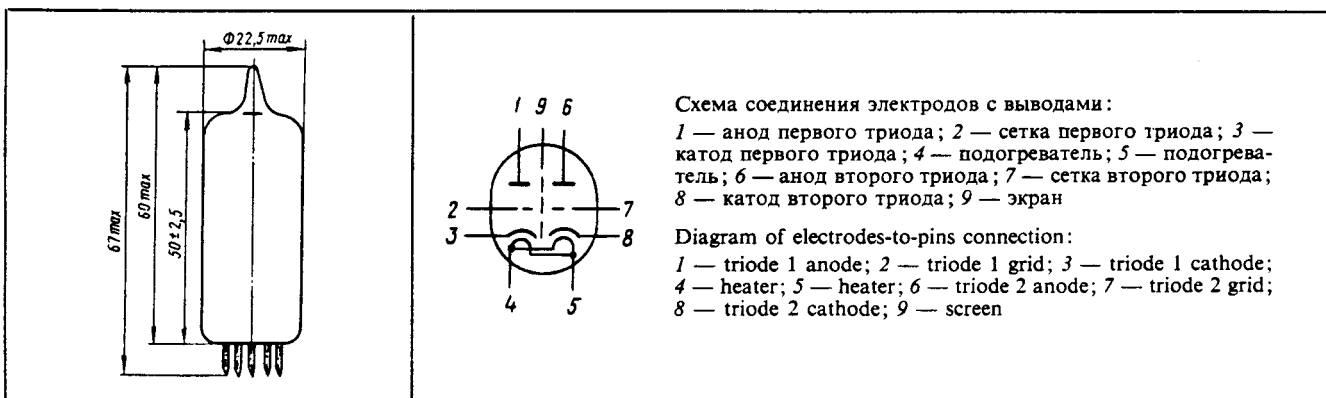 Ф22,5 max
67 max
60 max
50±2,5
1 9 6
2 7
3 8
4 5
Схема соединения электродов с выводами:
1 — анод первого триода; 2 — сетка первого триода; 3 —
катод первого триода; 4 — подогреватель; 5 — подогрева-
тель; 6 — анод второго триода; 7 — сетка второго триода;
8 — катод второго триода; 9 — экран
Diagram of electrodes-to-pins connection:
1 — triode 1 anode; 2 — triode 1 grid; 3 — triode 1 cathode;
4 — heater; 5 — heater; 6 — triode 2 anode; 7 — triode 2 grid;
8 — triode 2 cathode; 9 — screen